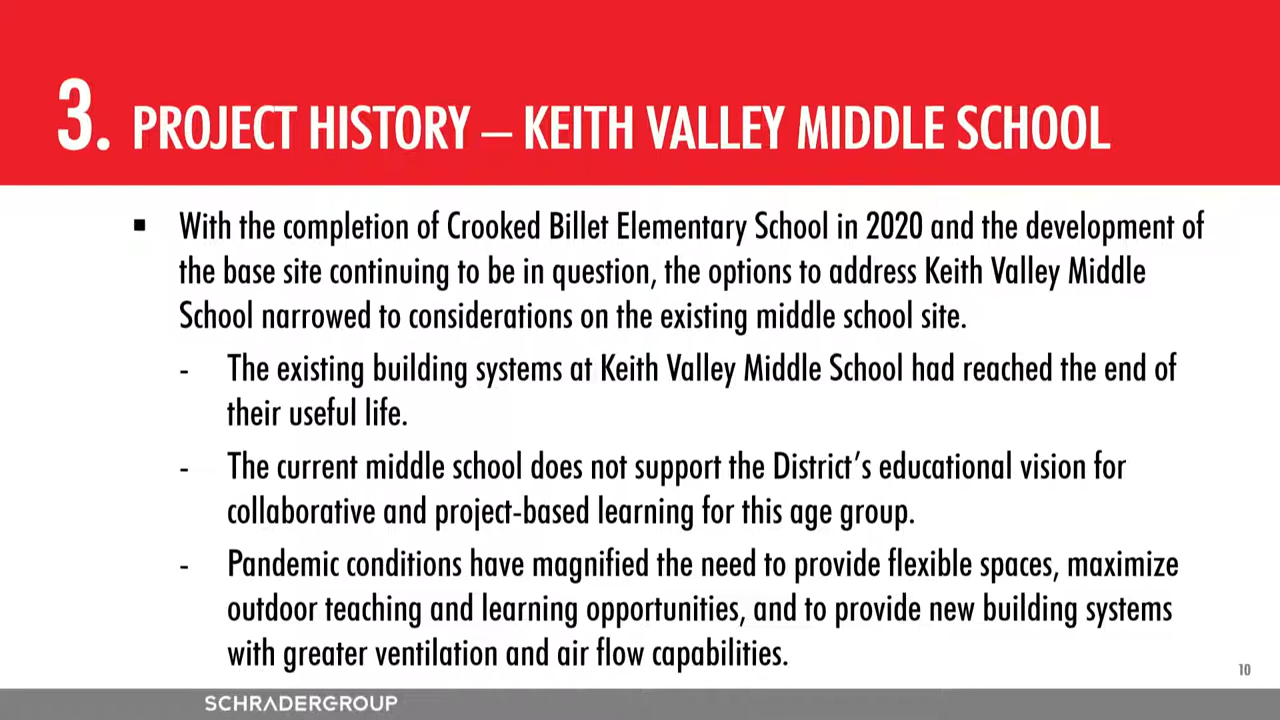 3. PROJECT HISTORY – KEITH VALLEY MIDDLE SCHOOL
▪ With the completion of Crooked Billet Elementary School in 2020 and the development of
the base site continuing to be in question, the options to address Keith Valley Middle
School narrowed to considerations on the existing middle school site.
- The existing building systems at Keith Valley Middle School had reached the end of
their useful life.
- The current middle school does not support the District’s educational vision for
collaborative and project-based learning for this age group.
- Pandemic conditions have magnified the need to provide flexible spaces, maximize
outdoor teaching and learning opportunities, and to provide new building systems
with greater ventilation and air flow capabilities.
10
SCHRADERGROUP